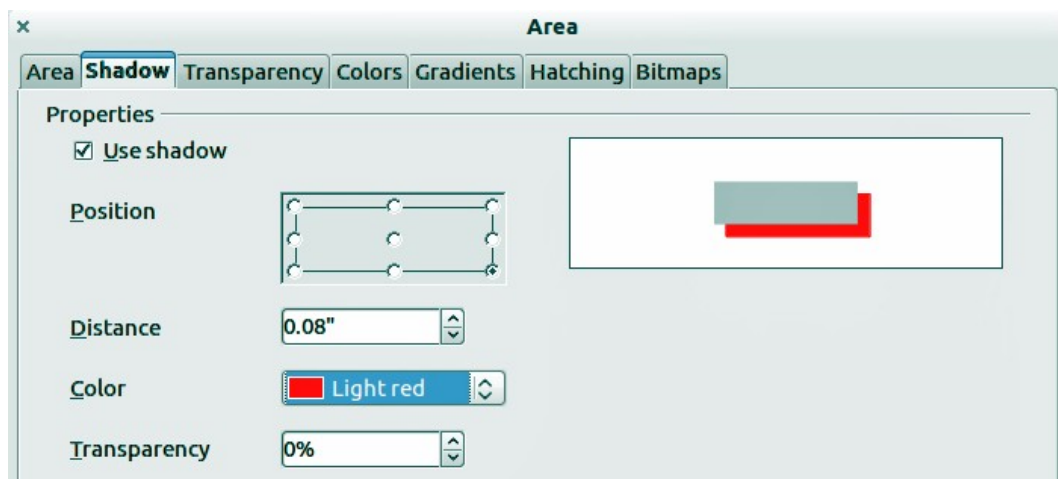 Area
Area Shadow Transparency Colors Gradients Hatching Bitmaps
Properties
Use shadow
Position
Distance
0.08"
Color
Light red
Transparency
0%